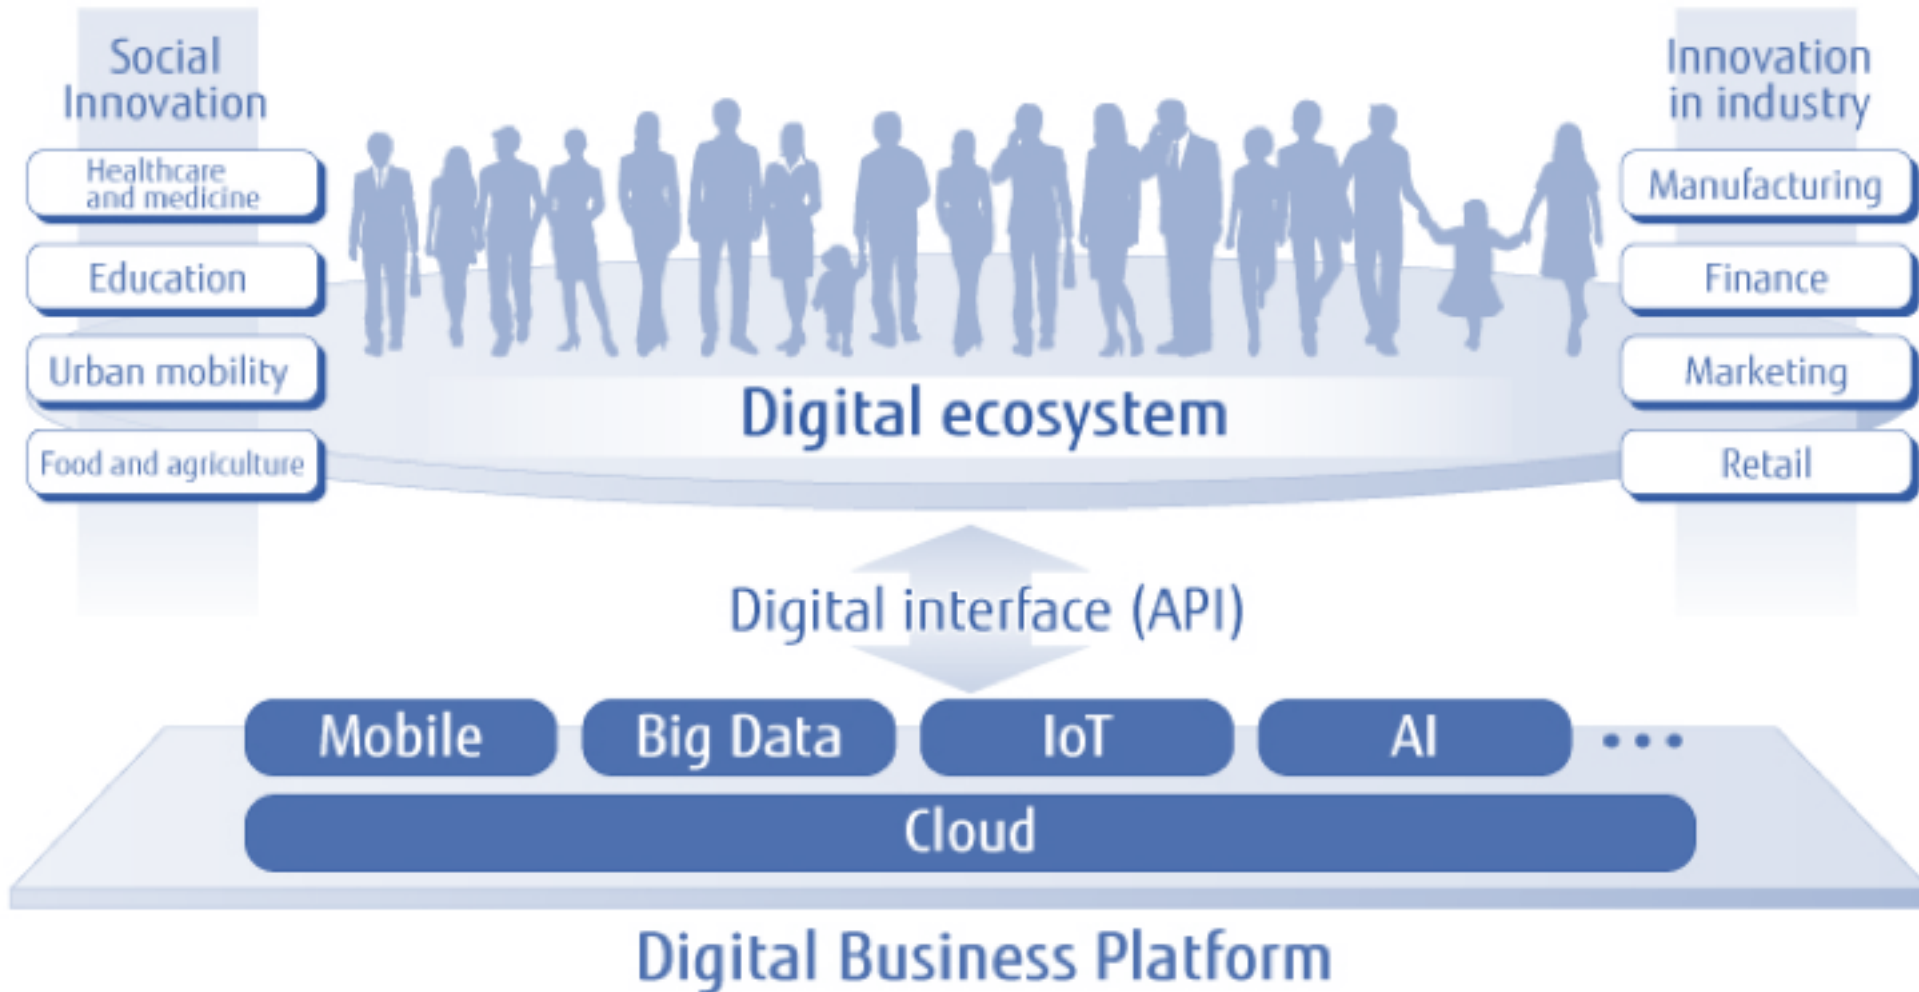 Social
Innovation
Healthcare
and medicine
Education
Urban mobility
Food and agriculture
Innovation
in industry
Manufacturing
Finance
Marketing
Retail
Digital ecosystem
Digital interface (API)
Mobile
Big Data
IoT
AI
•••
Cloud
Digital Business Platform